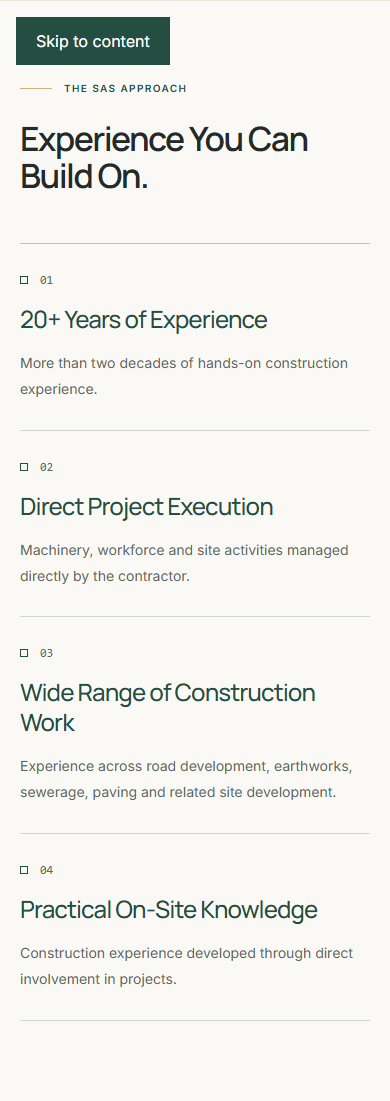 Skip to content
THE SAS APPROACH
Experience You Can
Build On.
01
20+ Years of Experience
More than two decades of hands-on construction
experience.
02
Direct Project Execution
Machinery, workforce and site activities managed
directly by the contractor.
03
Wide Range of Construction
Work
Experience across road development, earthworks,
sewerage, paving and related site development.
04
Practical On-Site Knowledge
Construction experience developed through direct
involvement in projects.